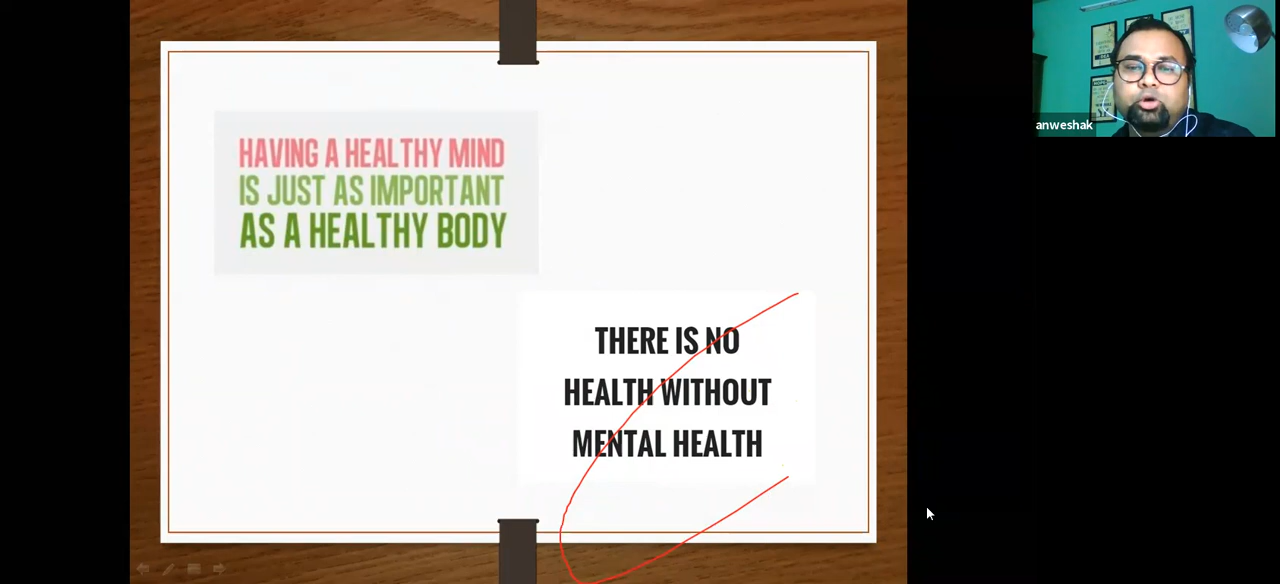 HAVING A HEALTHY MIND
IS JUST AS IMPORTANT
AS A HEALTHY BODY
THERE IS NO
HEALTH WITHOUT
MENTAL HEALTH
anweshak